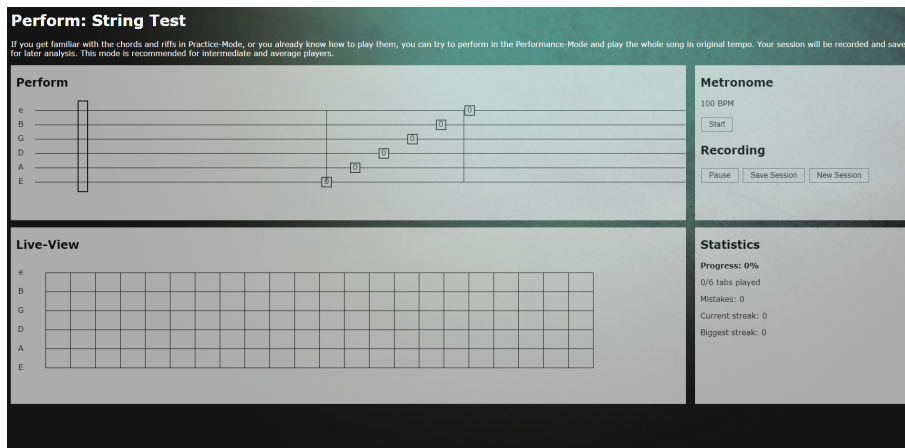 Perform: String Test
If you get familiar with the chords and riffs in Practice-Mode, or you already know how to play them, you can try to perform in the Performance-Mode and play the whole song in original tempo. Your session will be recorded and save
for later analysis. This mode is recommended for intermediate and average players.
Perform
e 0
B 0
G 0
D 0
A 0
E 0
Metronome
100 BPM
Start
Recording
Pause Save Session New Session
Live-View
e
B
G
D
A
E
Statistics
Progress: 0%
0/6 tabs played
Mistakes: 0
Current streak: 0
Biggest streak: 0